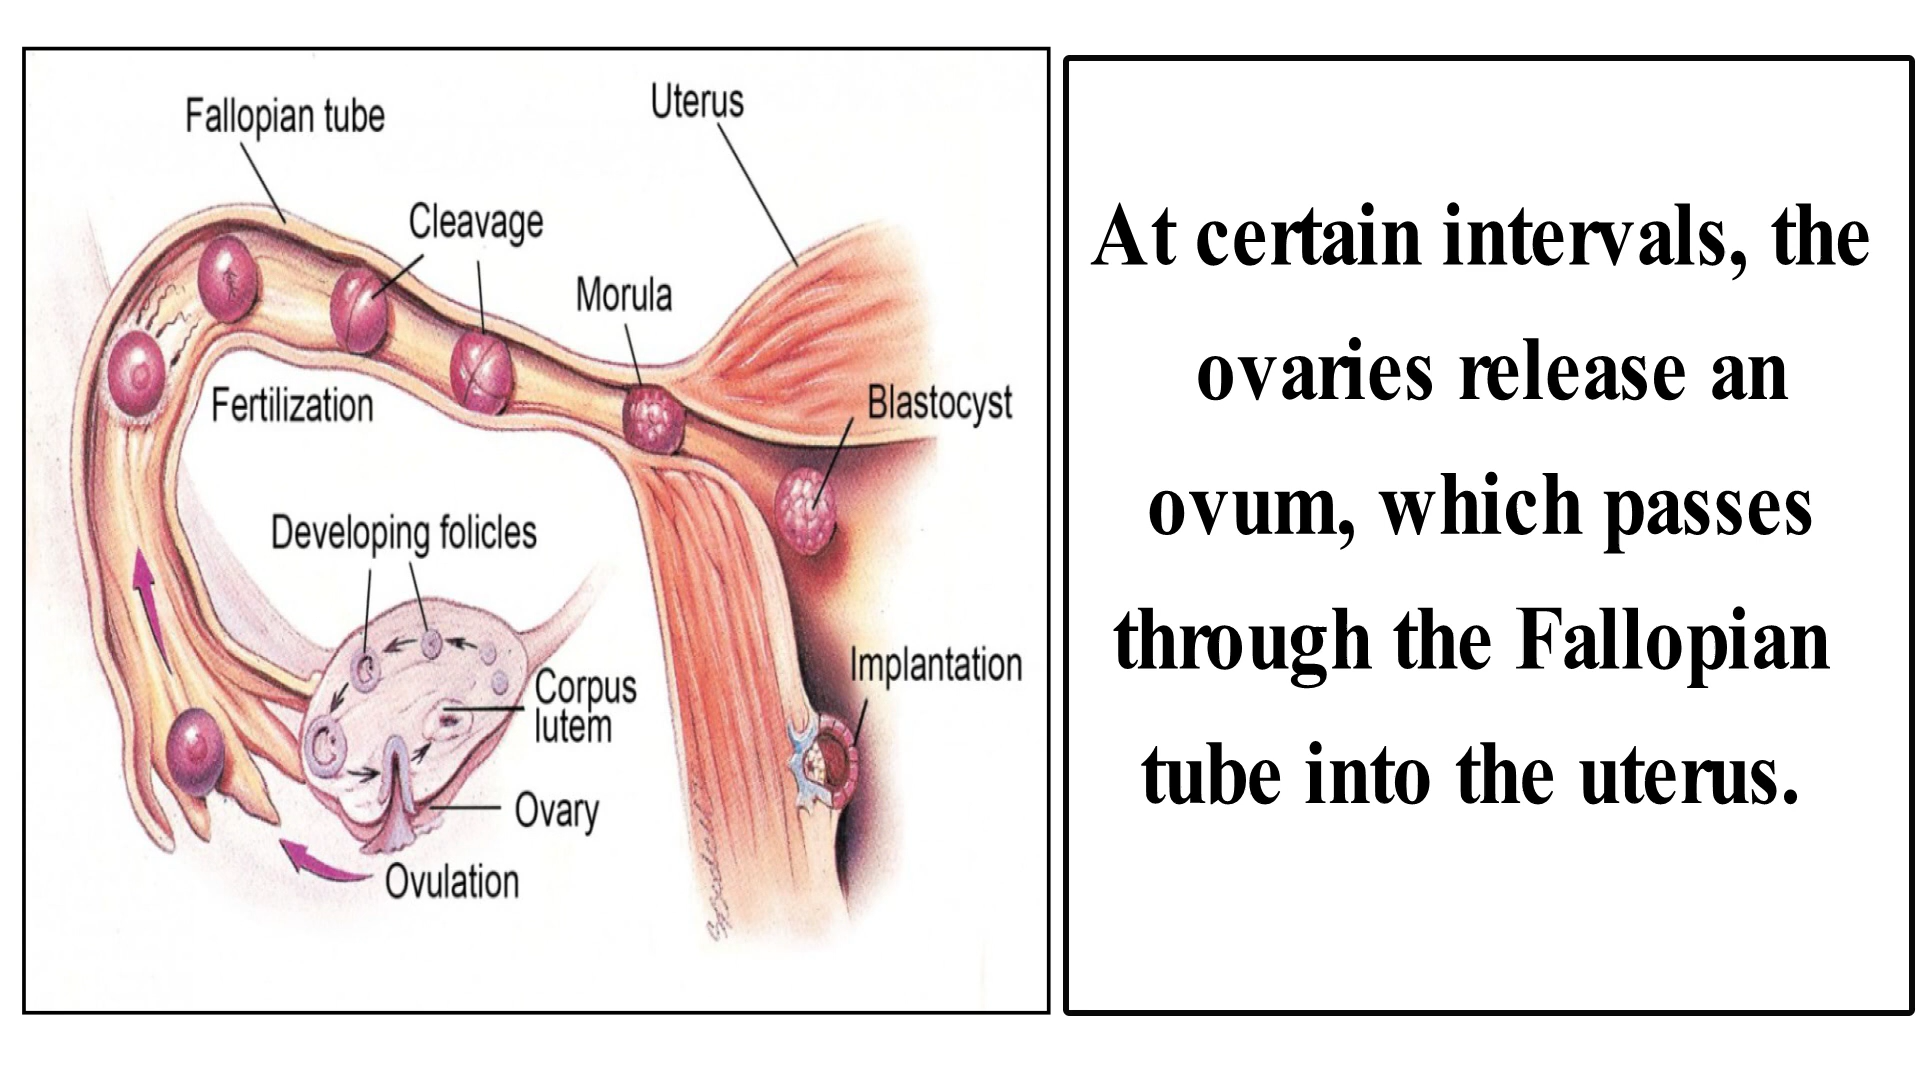 Fallopian tube
Uterus
Cleavage
Morula
Fertilization
Blastocyst
Developing folicles
Implantation
Corpus
lutem
Ovary
Ovulation
At certain intervals, the
ovaries release an
ovum, which passes
through the Fallopian
tube into the uterus.